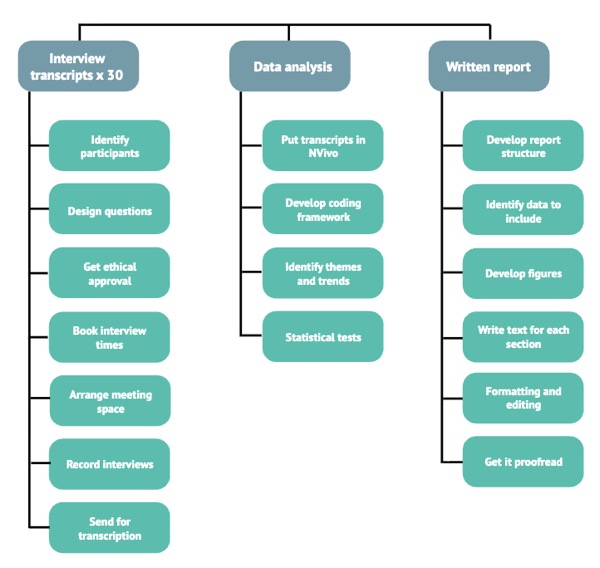 Interview
transcripts x 30
Identify
participants
Design questions
Get ethical
approval
Book interview
times
Arrange meeting
space
Record interviews
Send for
transcription
Data analysis
Put transcripts in
NVivo
Develop coding
framework
Identify themes
and trends
Statistical tests
Written report
Develop report
structure
Identify data to
include
Develop figures
Write text for each
section
Formatting and
editing
Get it proofread